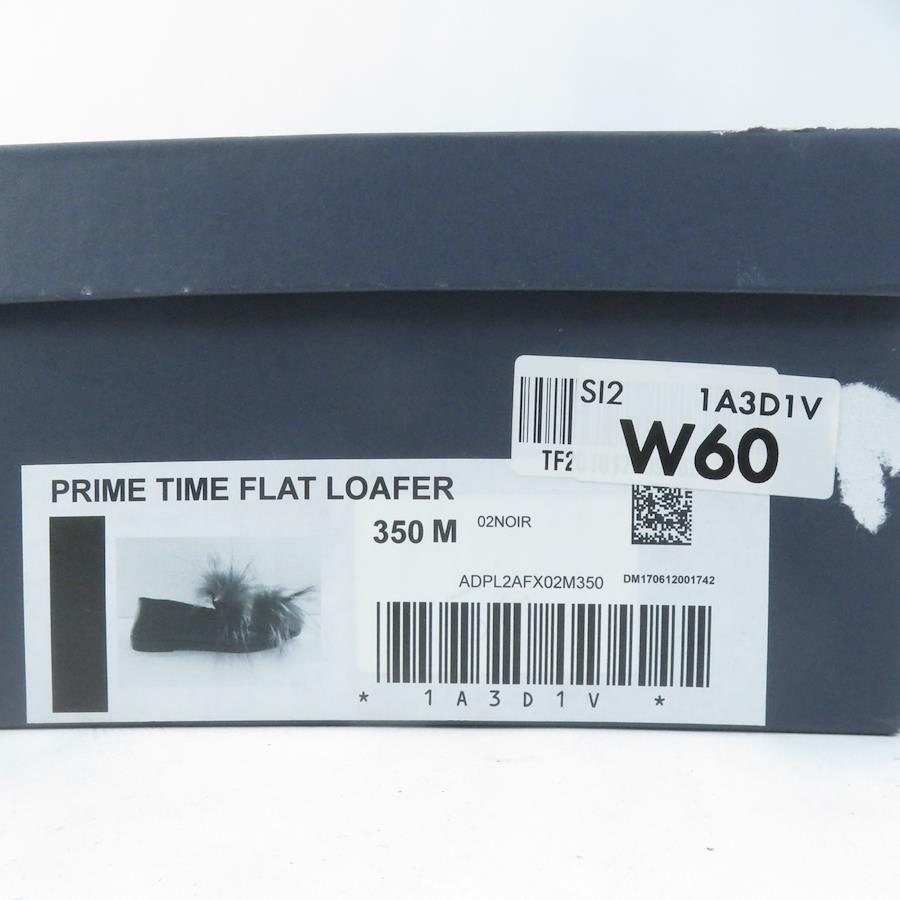 SI2 1A3D1V
W60
TF2
PRIME TIME FLAT LOAFER
350 M 02NOIR
ADPL2AFX02M350 DM170612001742
* 1A3D1V *